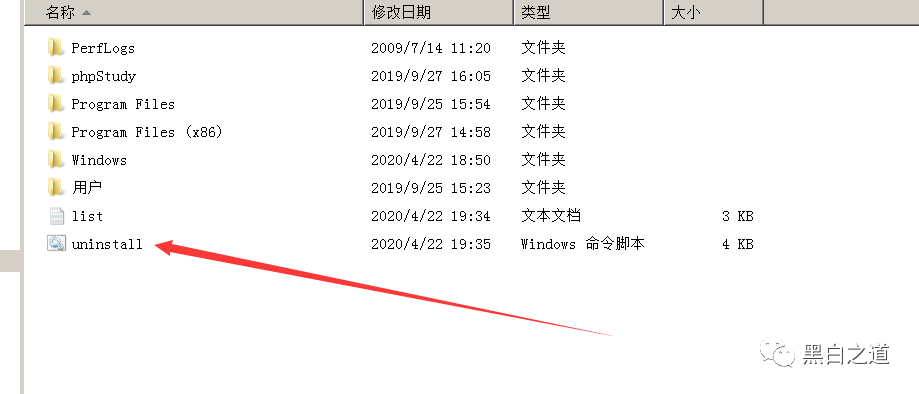 名称 修改日期 类型 大小
PerfLogs 2009/7/14 11:20 文件夹
phpStudy 2019/9/27 16:05 文件夹
Program Files 2019/9/25 15:54 文件夹
Program Files (x86) 2019/9/27 14:58 文件夹
Windows 2020/4/22 18:50 文件夹
用户 2019/9/25 15:23 文件夹
list 2020/4/22 19:34 文本文档 3 KB
uninstall 2020/4/22 19:35 Windows 命令脚本 4 KB
黑白之道